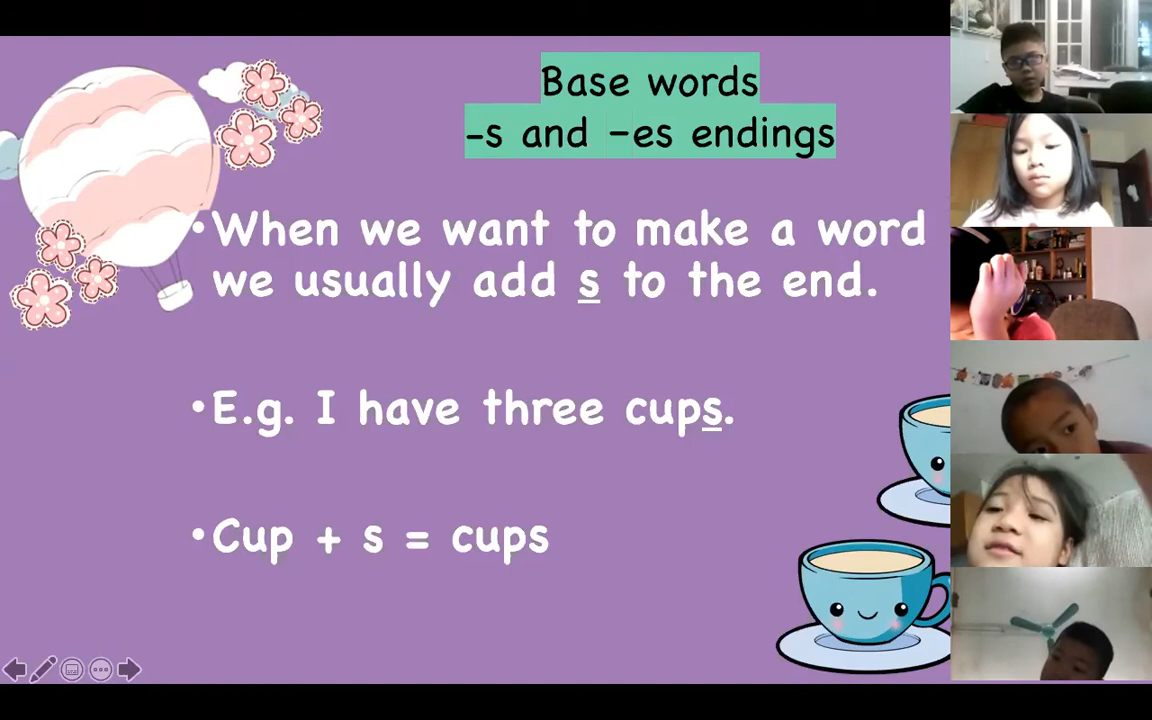 Base words
-s and -es endings
•When we want to make a word
we usually add s to the end.
•E.g. I have three cups.
•Cup + s = cups